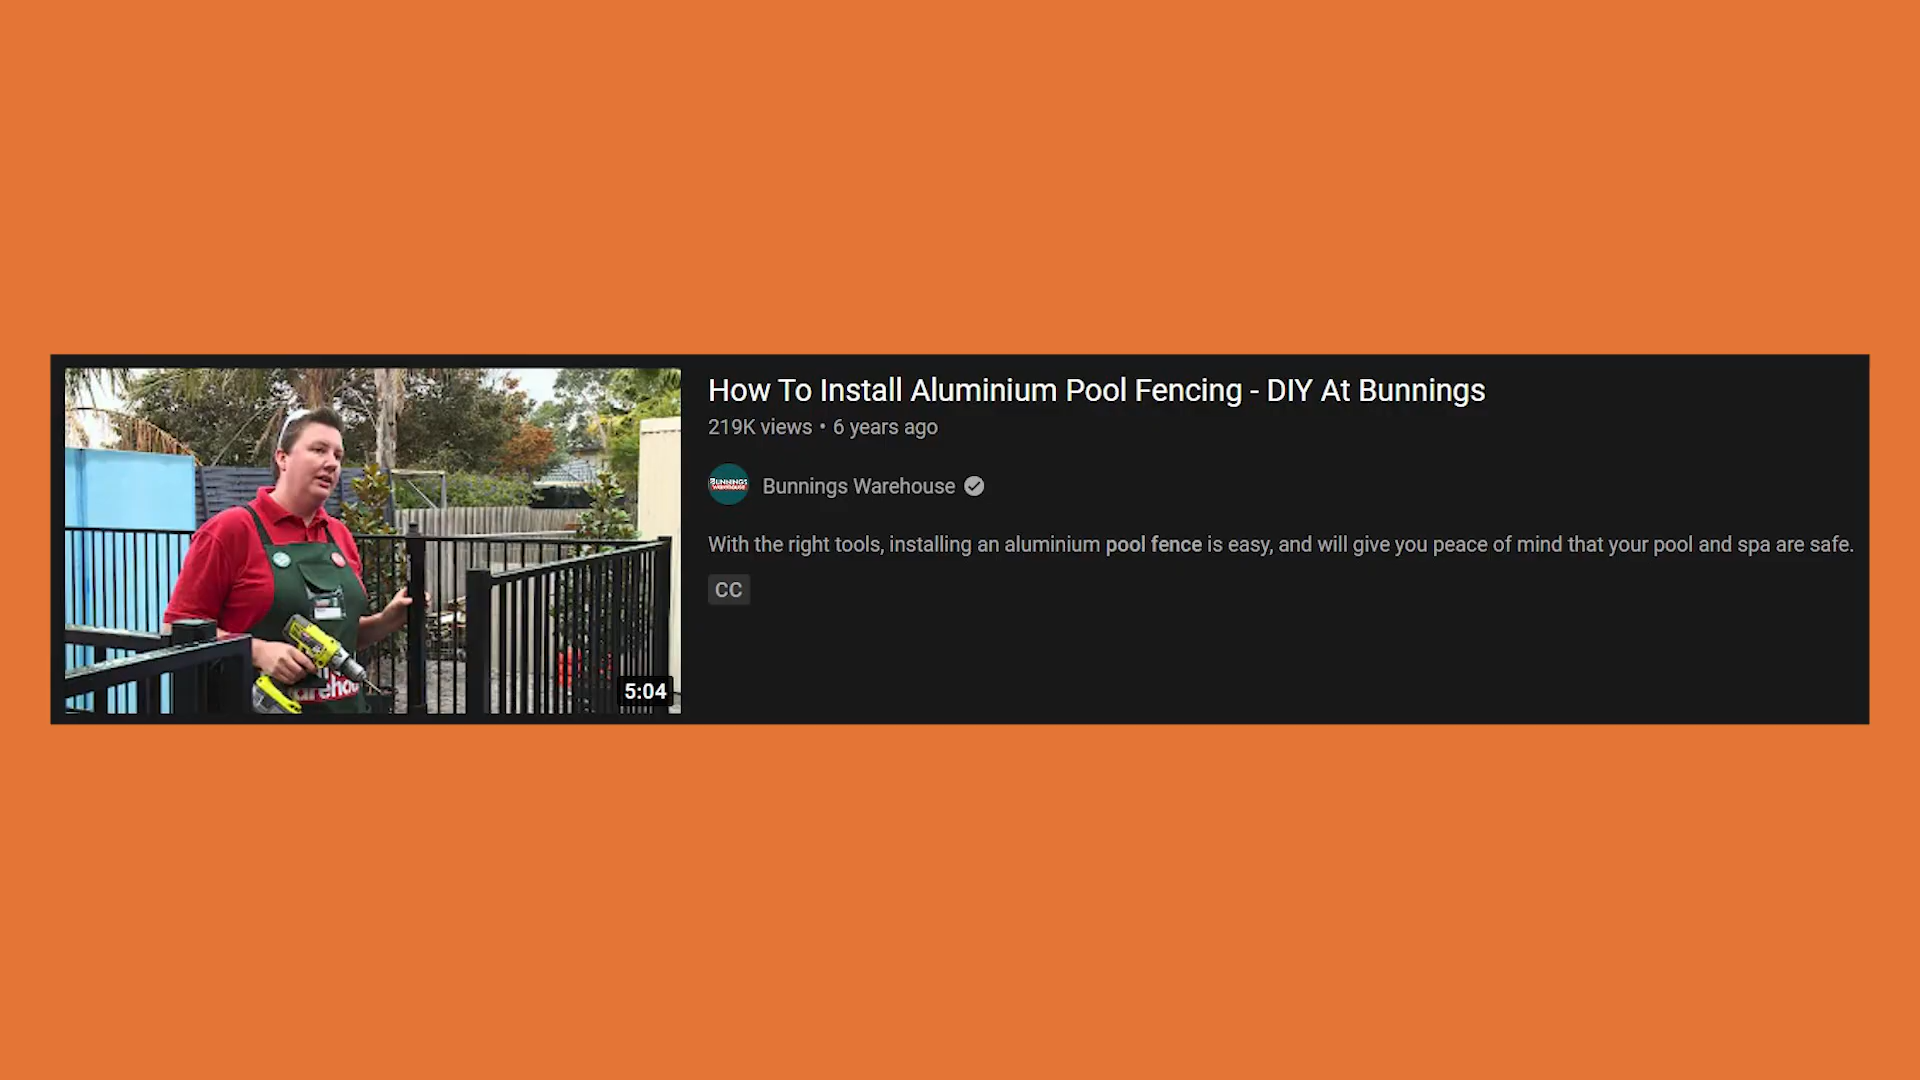 How To Install Aluminium Pool Fencing - DIY At Bunnings
219K views • 6 years ago
BUNNINGS
WAREHOUSE
Bunnings Warehouse
With the right tools, installing an aluminium pool fence is easy, and will give you peace of mind that your pool and spa are safe.
CC
5:04